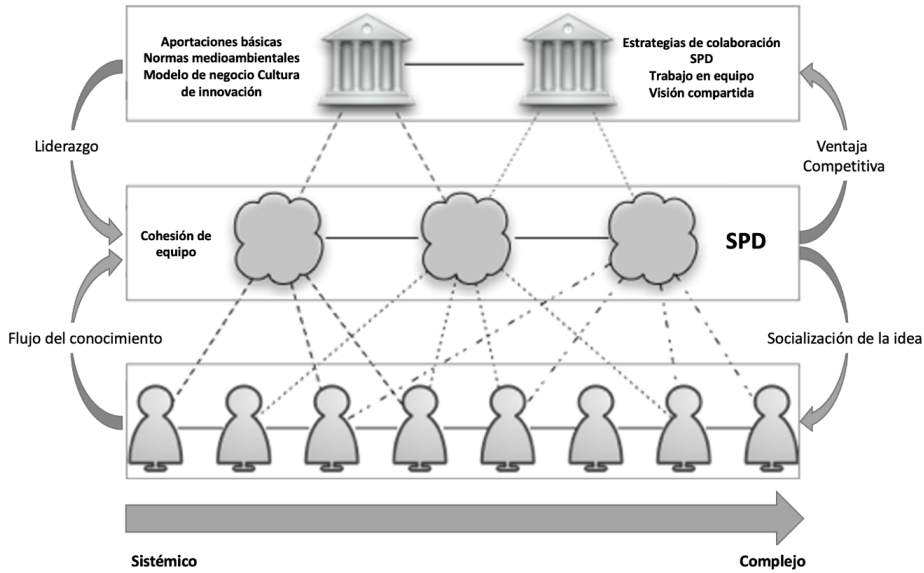 Aportaciones básicas
Normas medioambientales
Modelo de negocio Cultura
de innovación
Estrategias de colaboración
SPD
Trabajo en equipo
Visión compartida
Liderazgo
Ventaja
Competitiva
Cohesión de
equipo
SPD
Flujo del conocimiento
Socialización de la idea
Sistémico
Complejo